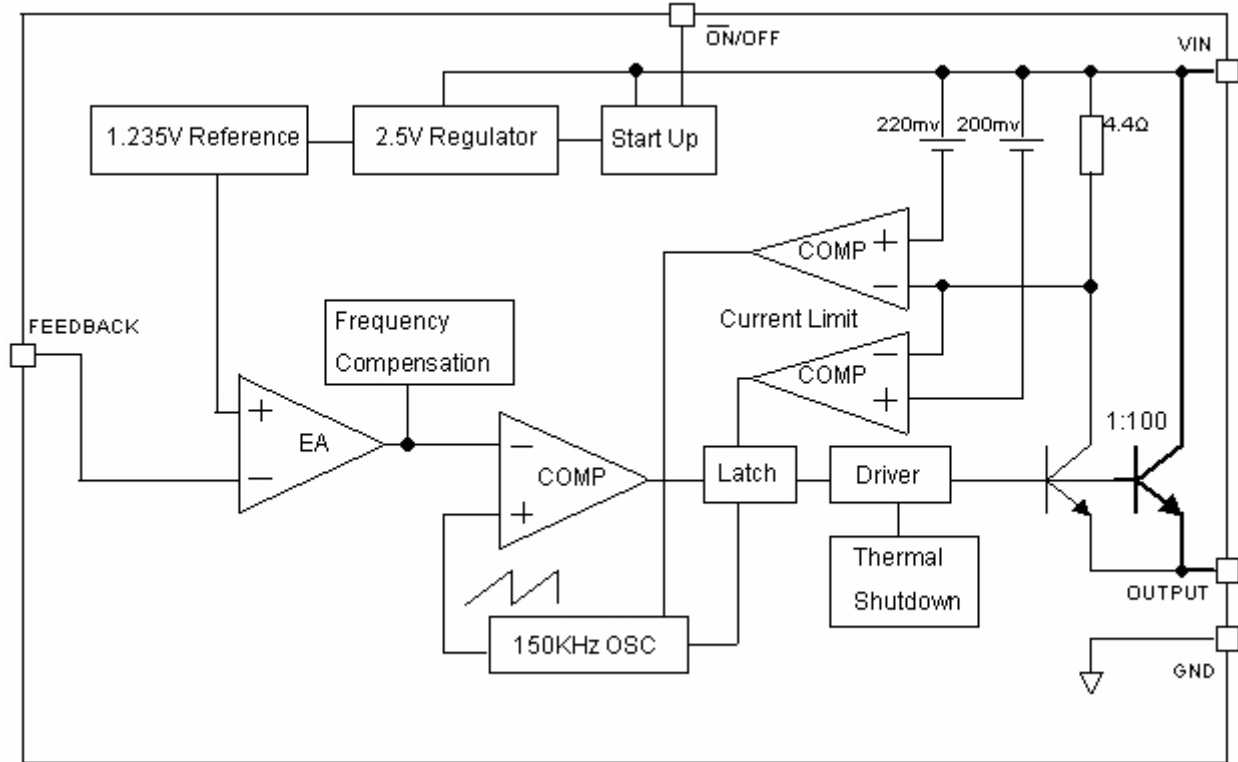 ON/OFF
VIN
1.235V Reference
2.5V Regulator
Start Up
220mv
200mv
4.4Ω
COMP
+
−
FEEDBACK
Frequency
Compensation
Current Limit
−
COMP
+
1:100
+
EA
−
−
COMP
+
Latch
Driver
Thermal
Shutdown
OUTPUT
150KHz OSC
GND